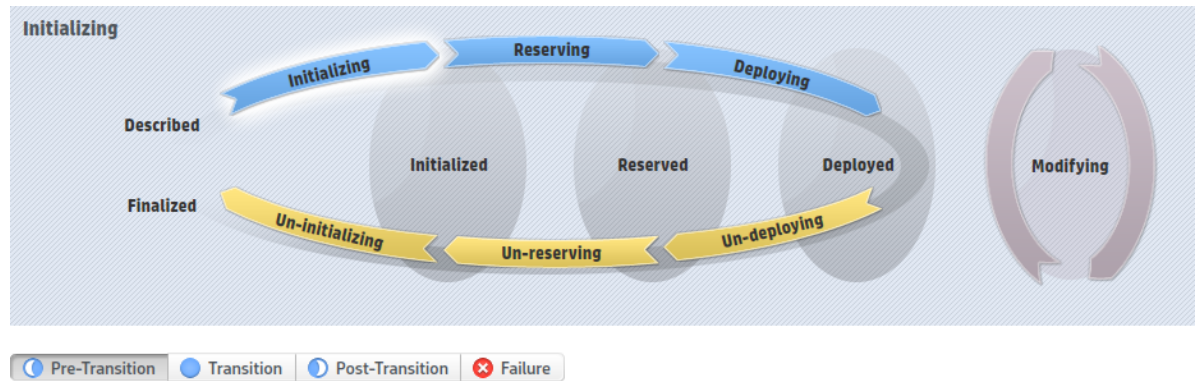 Initializing
Initializing
Reserving
Deploying
Described
Initialized
Reserved
Deployed
Modifying
Finalized
Un-initializing
Un-reserving
Un-deploying
Pre-Transition
Transition
Post-Transition
Failure